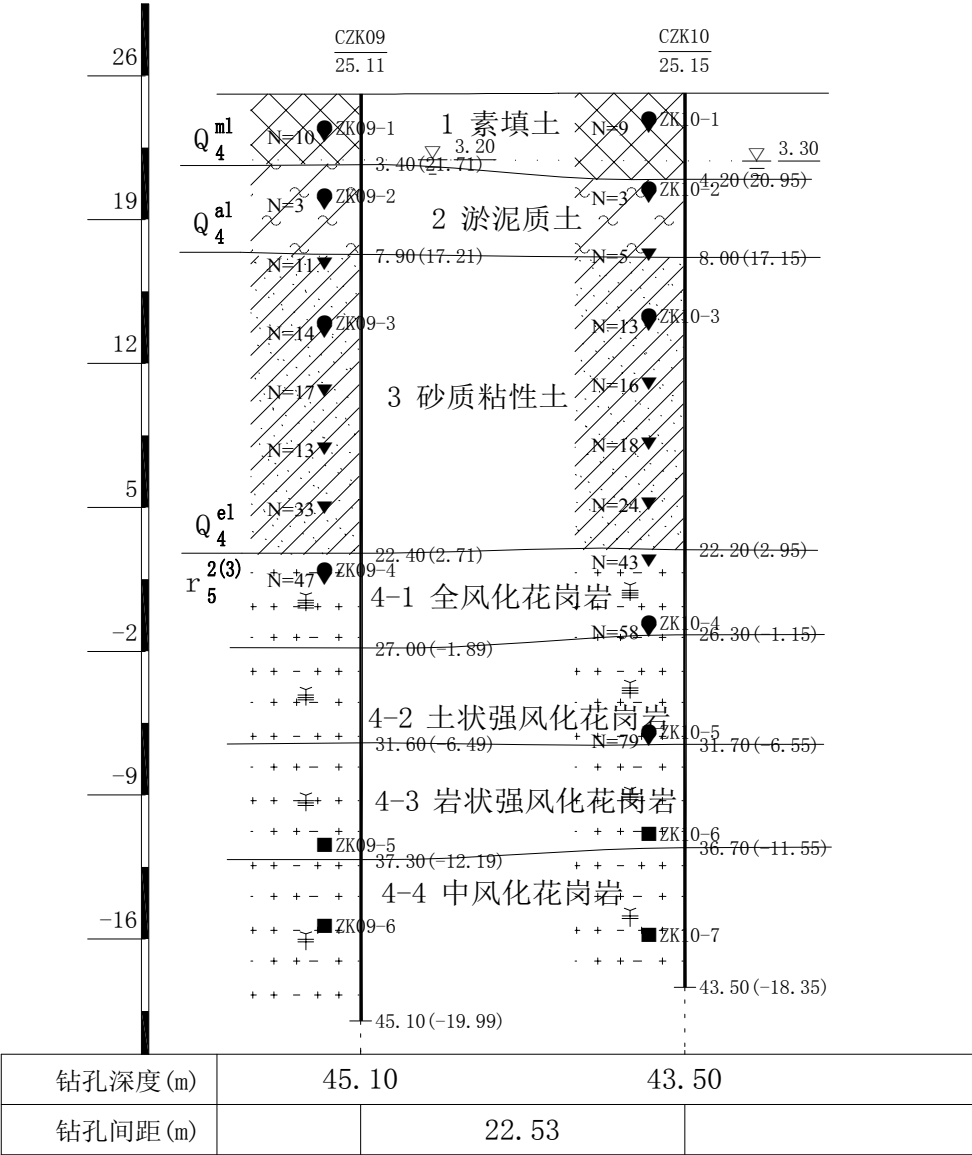 CZK09
25.11
CZK10
25.15
26
19
12
5
-2
-9
-16
Q ml 4
Q al 4
Q el 4
r 2(3) 5
1 素填土
2 淤泥质土
3 砂质粘性土
4-1 全风化花岗岩
4-2 土状强风化花岗岩
4-3 岩状强风化花岗岩
4-4 中风化花岗岩
N=10
ZK09-1
3.20
3.40(21.71)
N=3
ZK09-2
7.90(17.21)
N=11
N=14
ZK09-3
N=17
N=13
N=33
22.40(2.71)
N=47
ZK09-4
27.00(-1.89)
31.60(-6.49)
ZK09-5
37.30(-12.19)
ZK09-6
45.10(-19.99)
N=9
ZK10-1
3.30
4.20(20.95)
N=3
ZK10-2
N=5
8.00(17.15)
N=13
ZK10-3
N=16
N=18
N=24
22.20(2.95)
N=43
N=58
ZK10-4
26.30(-1.15)
N=79
ZK10-5
31.70(-6.55)
ZK10-6
36.70(-11.55)
ZK10-7
43.50(-18.35)
钻孔深度(m) 45.10 43.50
钻孔间距(m) 22.53